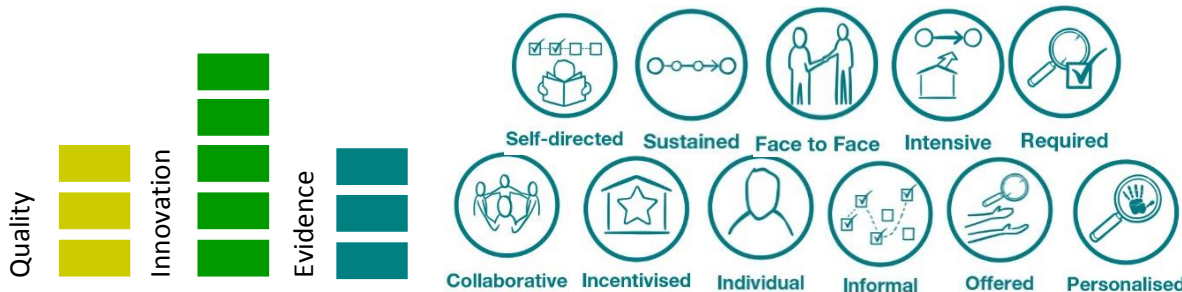 Quality
Innovation
Evidence
Self-directed Sustained Face to Face Intensive Required
Collaborative Incentivised Individual Informal Offered Personalised